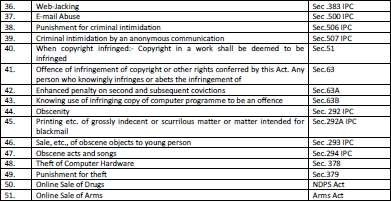 36. Web-Jacking Sec .383 IPC
37. E-mail Abuse Sec .500 IPC
38. Punishment for criminal intimidation Sec.506 IPC
39. Criminal intimidation by an anonymous communication Sec.507 IPC
40. When copyright infringed:- Copyright in a work shall be deemed to be Sec.51
infringed
41. Offence of infringement of copyright or other rights conferred by this Act. Any Sec.63
person who knowingly infringes or abets the infringement of
42. Enhanced penalty on second and subsequent covictions Sec.63A
43. Knowing use of infringing copy of computer programme to be an offence Sec.63B
44. Obscenity Sec. 292 IPC
45. Printing etc. of grossly indecent or scurrilous matter or matter intended for Sec.292A IPC
blackmail
46. Sale, etc., of obscene objects to young person Sec .293 IPC
47. Obscene acts and songs Sec.294 IPC
48. Theft of Computer Hardware Sec. 378
49. Punishment for theft Sec.379
50. Online Sale of Drugs NDPS Act
51. Online Sale of Arms Arms Act